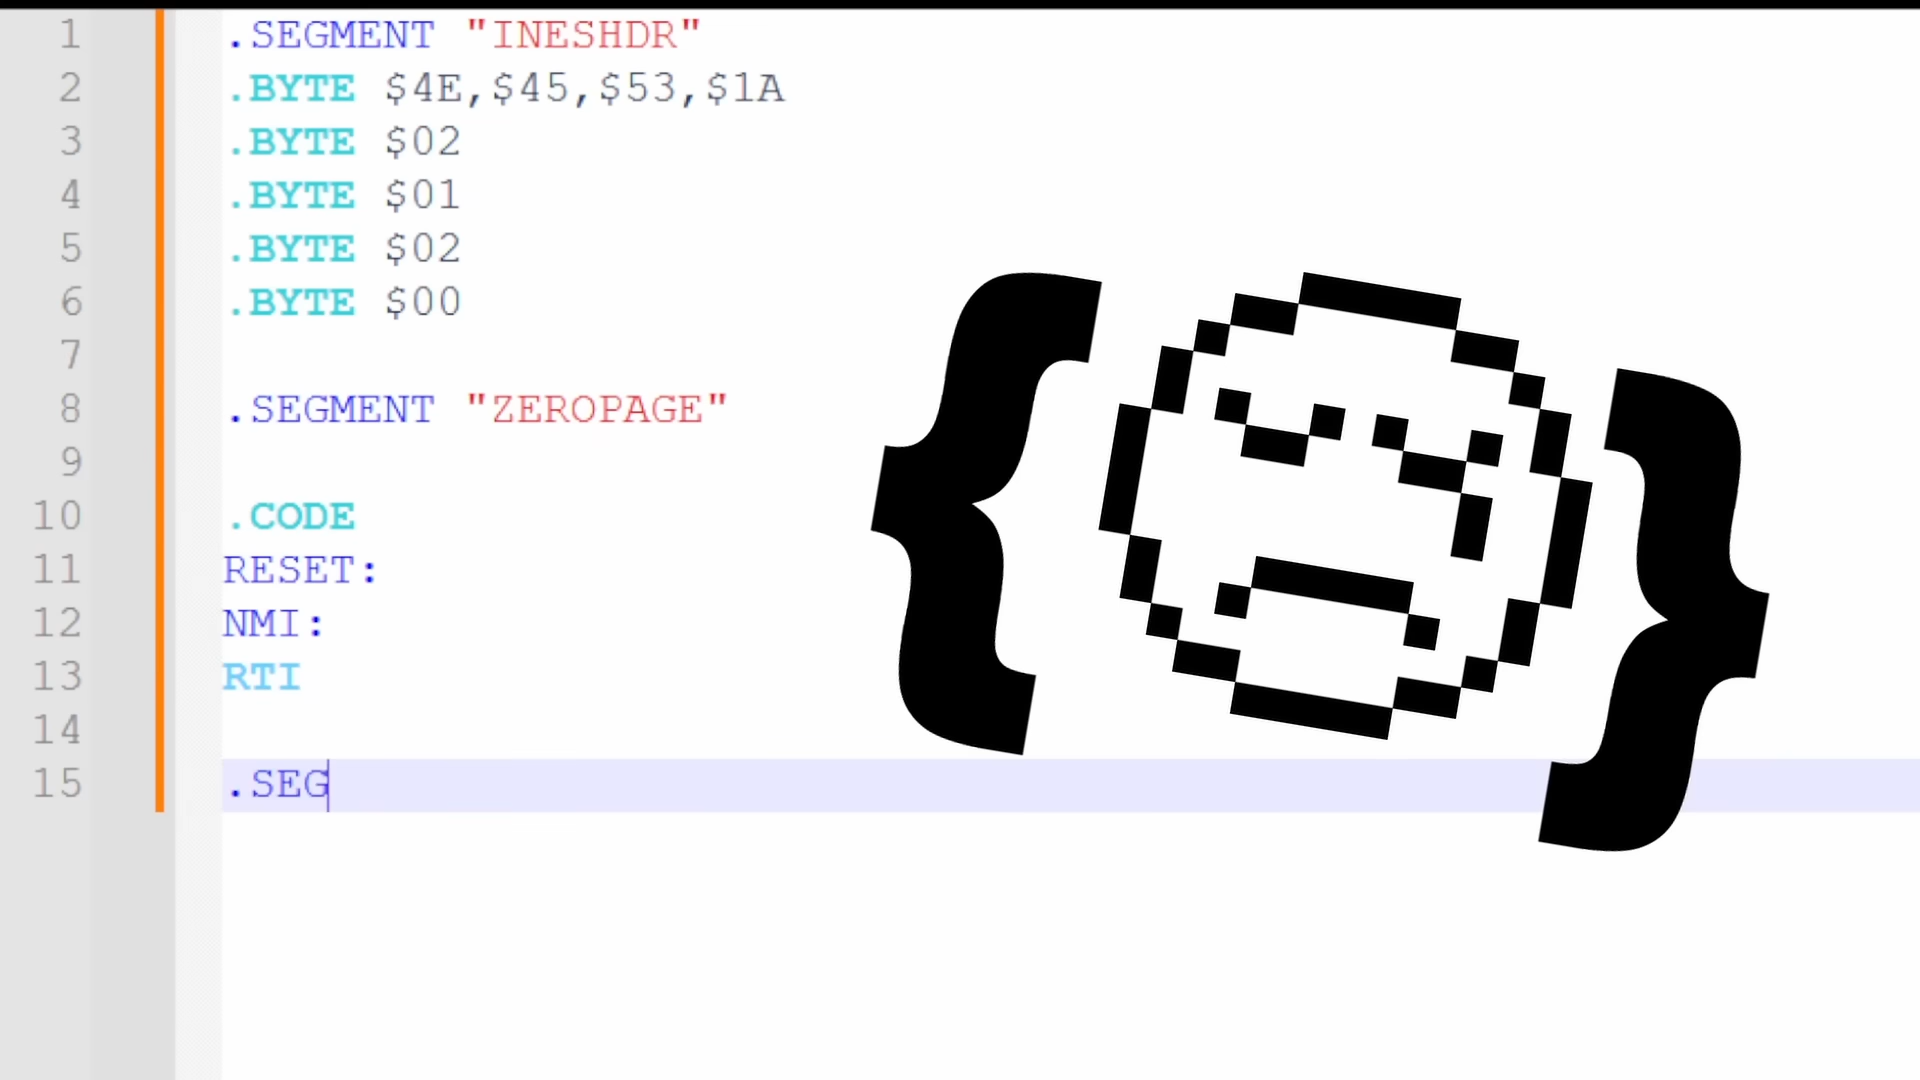 1 .SEGMENT "INESHDR"
2 .BYTE $4E,$45,$53,$1A
3 .BYTE $02
4 .BYTE $01
5 .BYTE $02
6 .BYTE $00
7
8 .SEGMENT "ZEROPAGE"
9
10 .CODE
11 RESET:
12 NMI:
13 RTI
14
15 .SEG
{ }